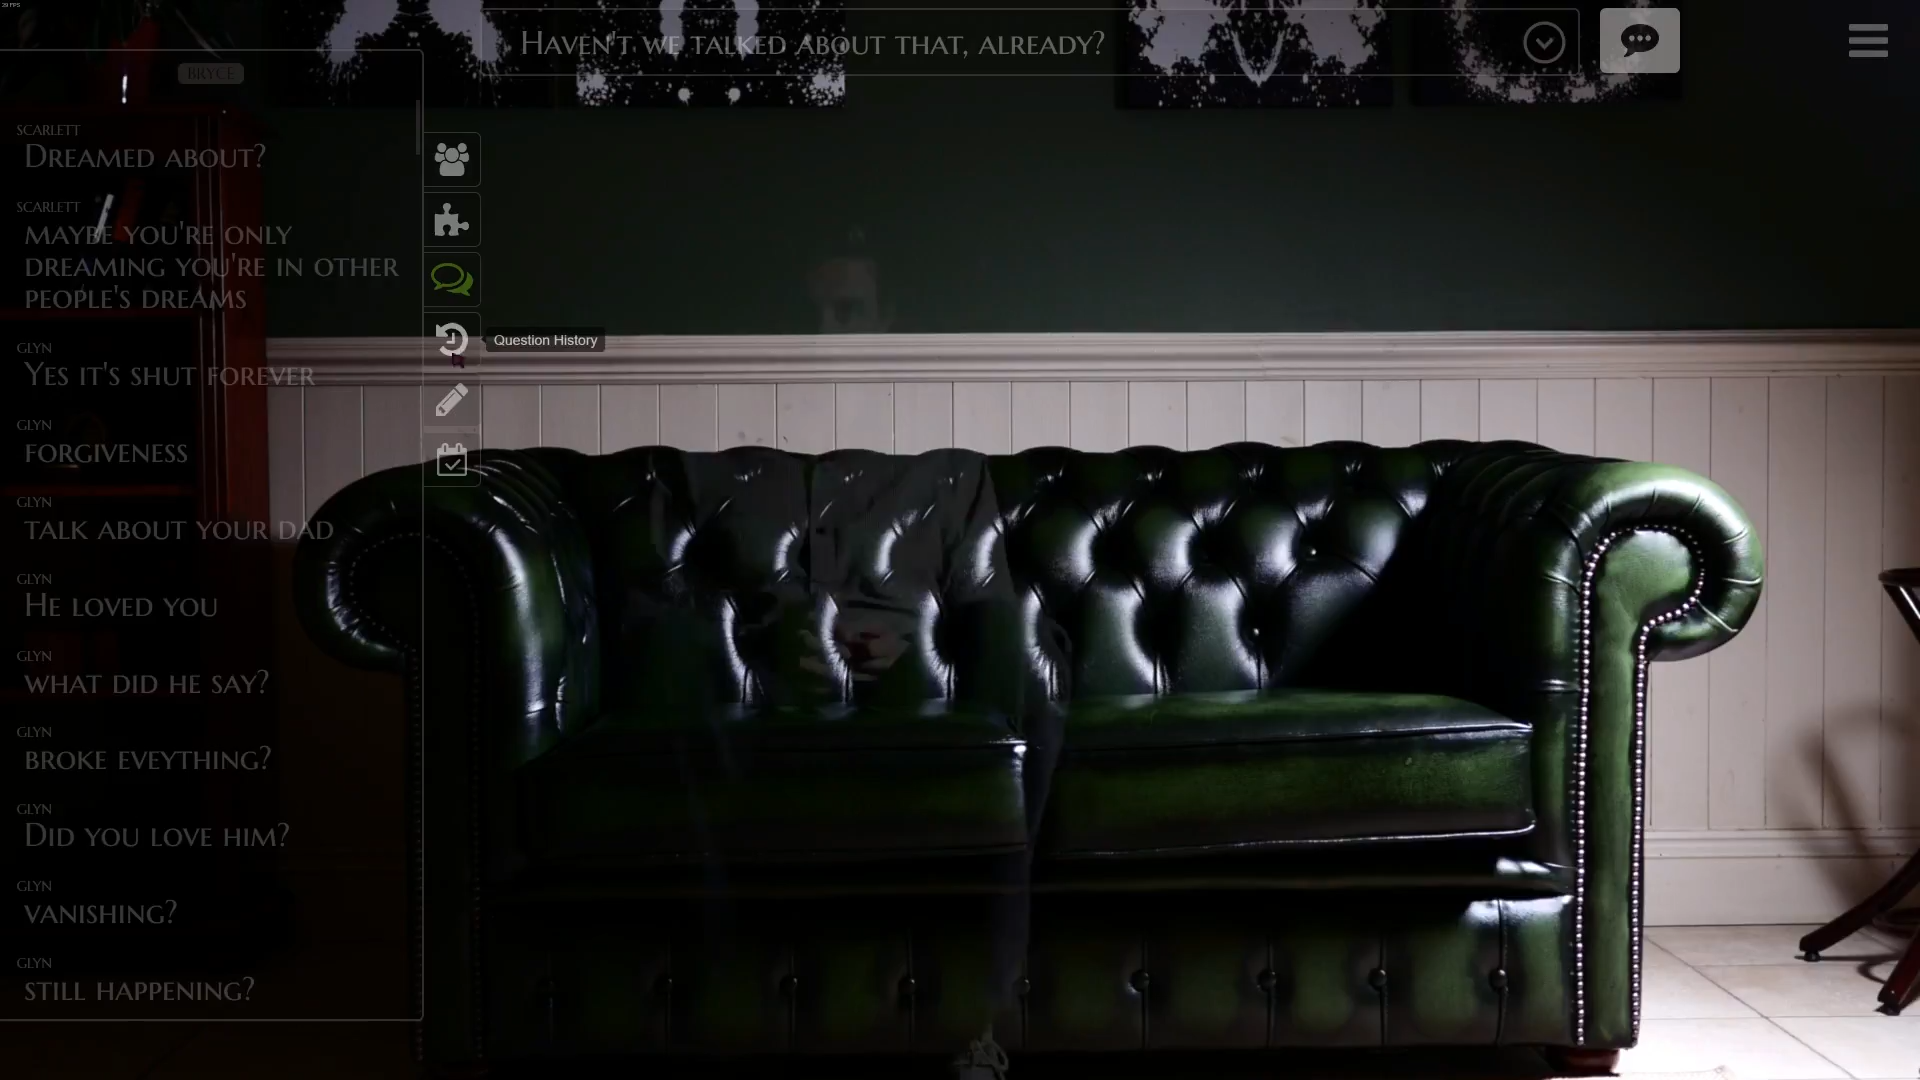 29 FPS
HAVEN'T WE TALKED ABOUT THAT, ALREADY?
BRYCE
SCARLETT
DREAMED ABOUT?
SCARLETT
MAYBE YOU'RE ONLY
DREAMING YOU'RE IN OTHER
PEOPLE'S DREAMS
GLYN
YES IT'S SHUT FOREVER
GLYN
FORGIVENESS
GLYN
TALK ABOUT YOUR DAD
GLYN
HE LOVED YOU
GLYN
WHAT DID HE SAY?
GLYN
BROKE EVEYTHING?
GLYN
DID YOU LOVE HIM?
GLYN
VANISHING?
GLYN
STILL HAPPENING?
Question History